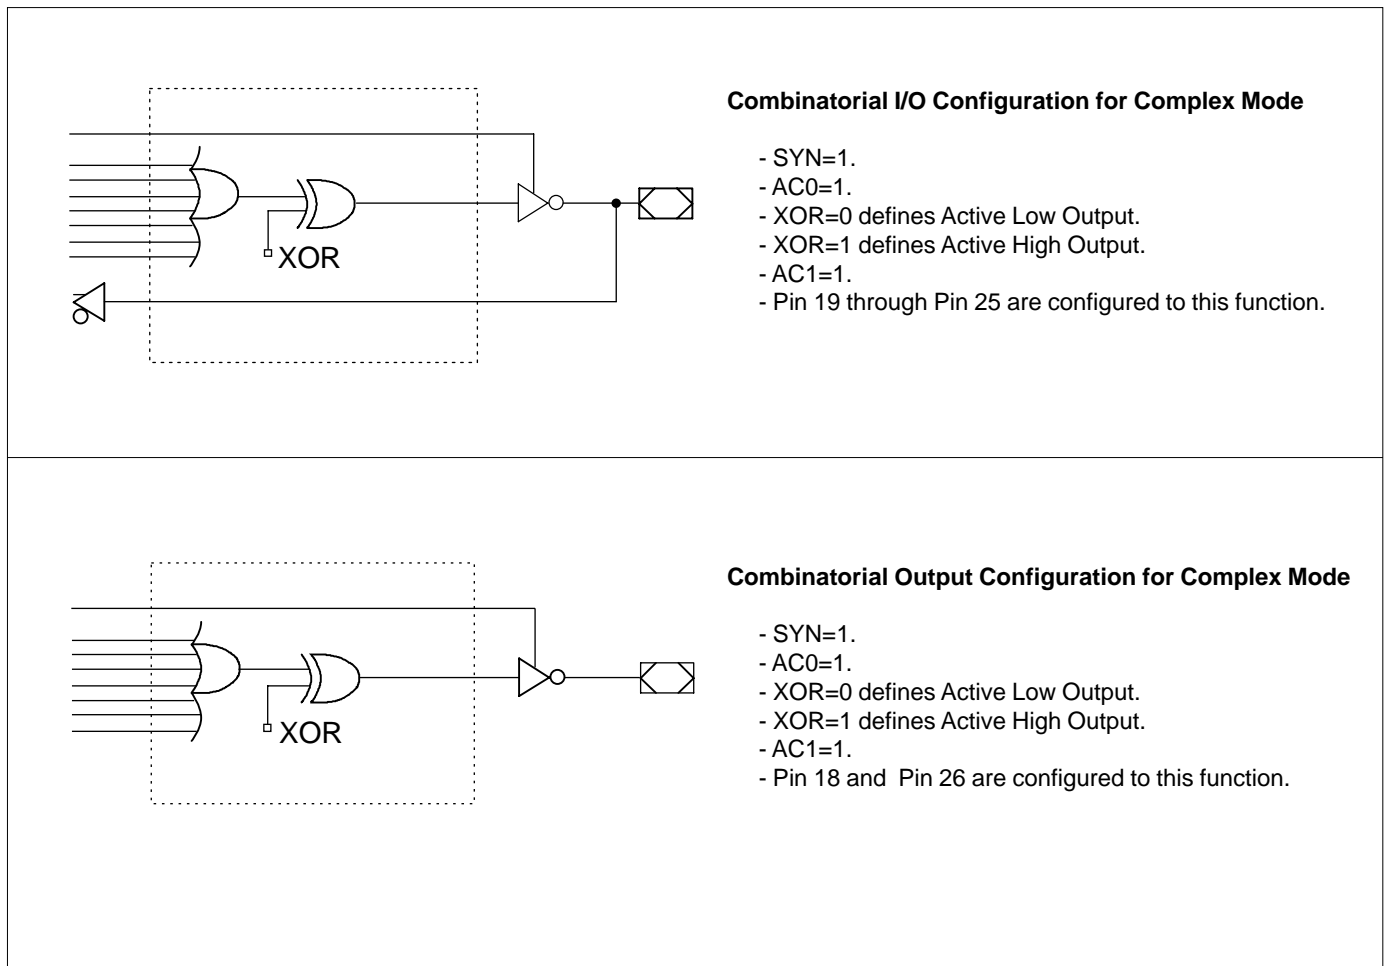 Combinatorial I/O Configuration for Complex Mode
- SYN=1.
- AC0=1.
- XOR=0 defines Active Low Output.
- XOR=1 defines Active High Output.
- AC1=1.
- Pin 19 through Pin 25 are configured to this function.
XOR
Combinatorial Output Configuration for Complex Mode
- SYN=1.
- AC0=1.
- XOR=0 defines Active Low Output.
- XOR=1 defines Active High Output.
- AC1=1.
- Pin 18 and  Pin 26 are configured to this function.
XOR